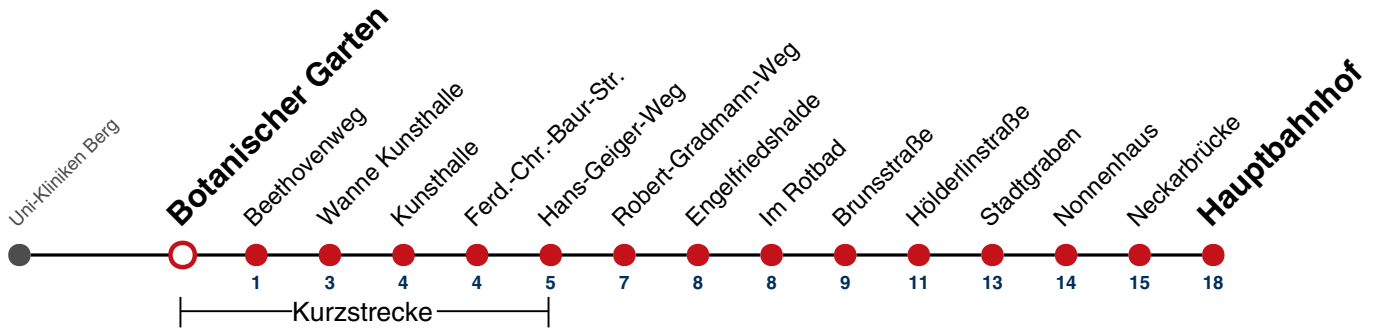 Uni-Kliniken Berg
Botanischer Garten
Beethovenweg
Wanne Kunsthalle
Kunsthalle
Ferd.-Chr.-Baur-Str.
Hans-Geiger-Weg
Robert-Gradmann-Weg
Engelfriedshalde
Im Rotbad
Brunsstraße
Hölderlinstraße
Stadtgraben
Nonnenhaus
Neckarbrücke
Hauptbahnhof
1 3 4 4 5 7 8 8 9 11 13 14 15 18
Kurzstrecke